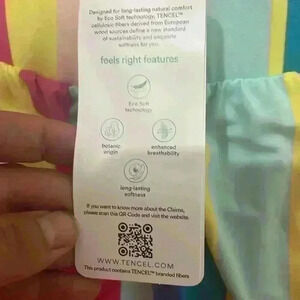 Designed for long-lasting natural comfort
by Eco Soft technology, TENCEL™
cellulosic fibers derived from European
wood sources define a new standard
of sustainability and exquisite
softness for you.
feels right features
Eco Soft
technology
botanic
origin
enhanced
breathability
long-lasting
softness
If you want to know more about the Claims,
please scan this QR Code and visit the website.
WWW.TENCEL.COM
This product contains TENCEL™ branded fibers